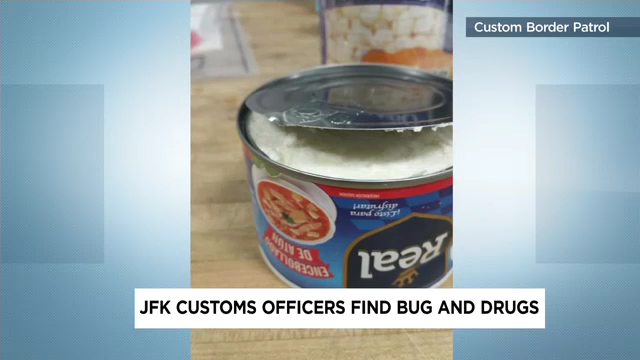 Custom Border Patrol
Real
¡Listo para
disfrutar!
ENCEBOLLADO
DE ATÚN
JFK CUSTOMS OFFICERS FIND BUG AND DRUGS